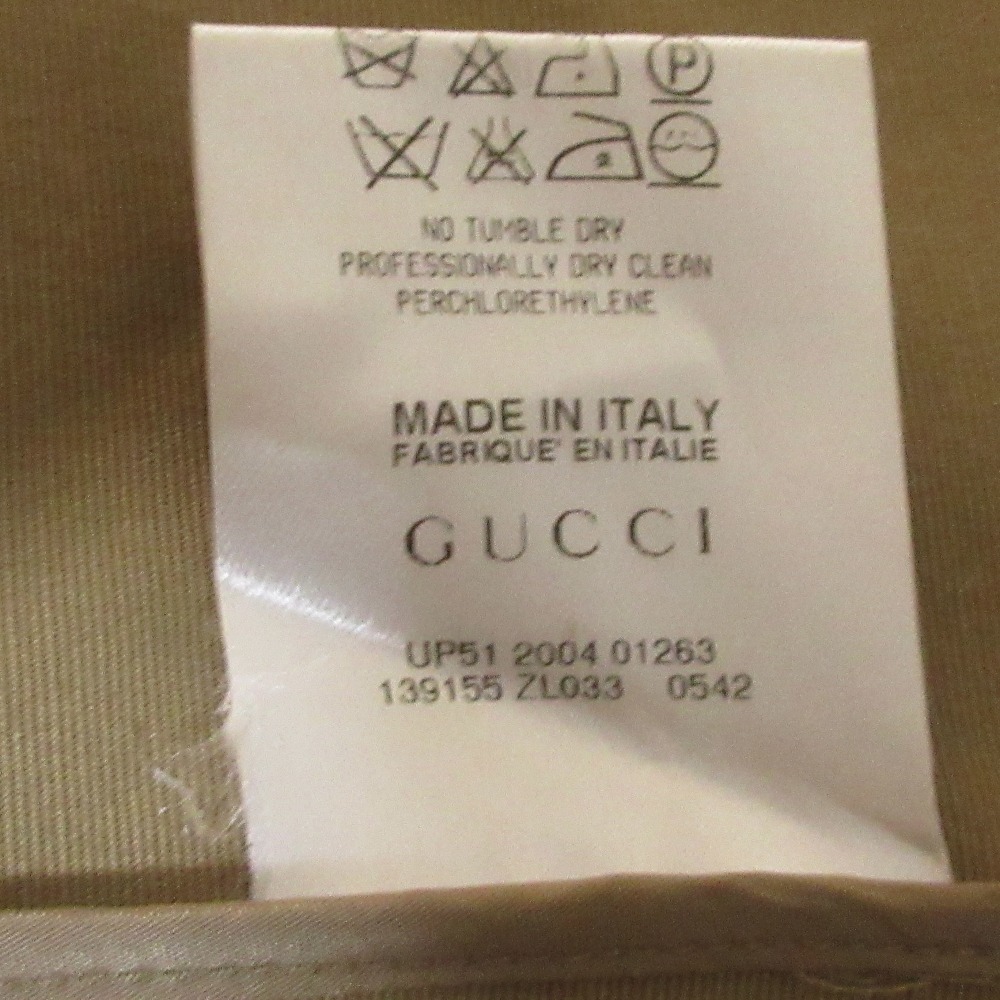 P
NO TUMBLE DRY
PROFESSIONALLY DRY CLEAN
PERCHLORETHYLENE
MADE IN ITALY
FABRIQUE' EN ITALIE
GUCCI
UP51 2004 01263
139155 ZL033 0542